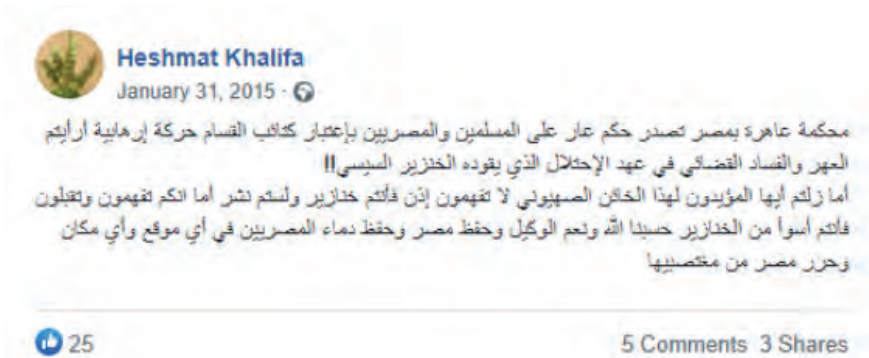 Heshmat Khalifa
January 31, 2015 ·
محكمة عاهرة بمصر تصدر حكم عار على المسلمين والمصريين بإعتبار كتائب القسام حركة إرهابية أرأيتم
العهر والفساد القضائي في عهد الإحتلال الذي يقوده الخنزير السيسي!!
أما زلتم أيها المؤيدون لهذا الخائن الصهيوني لا تفهمون إذن فأنتم خنازير ولستم بشر أما انكم تفهمون وتقبلون
فأنتم أسوأ من الخنازير حسبنا الله ونعم الوكيل وحفظ مصر وحفظ دماء المصريين في أي موقع وأي مكان
وحرر مصر من مغتصبيها
25
5 Comments 3 Shares